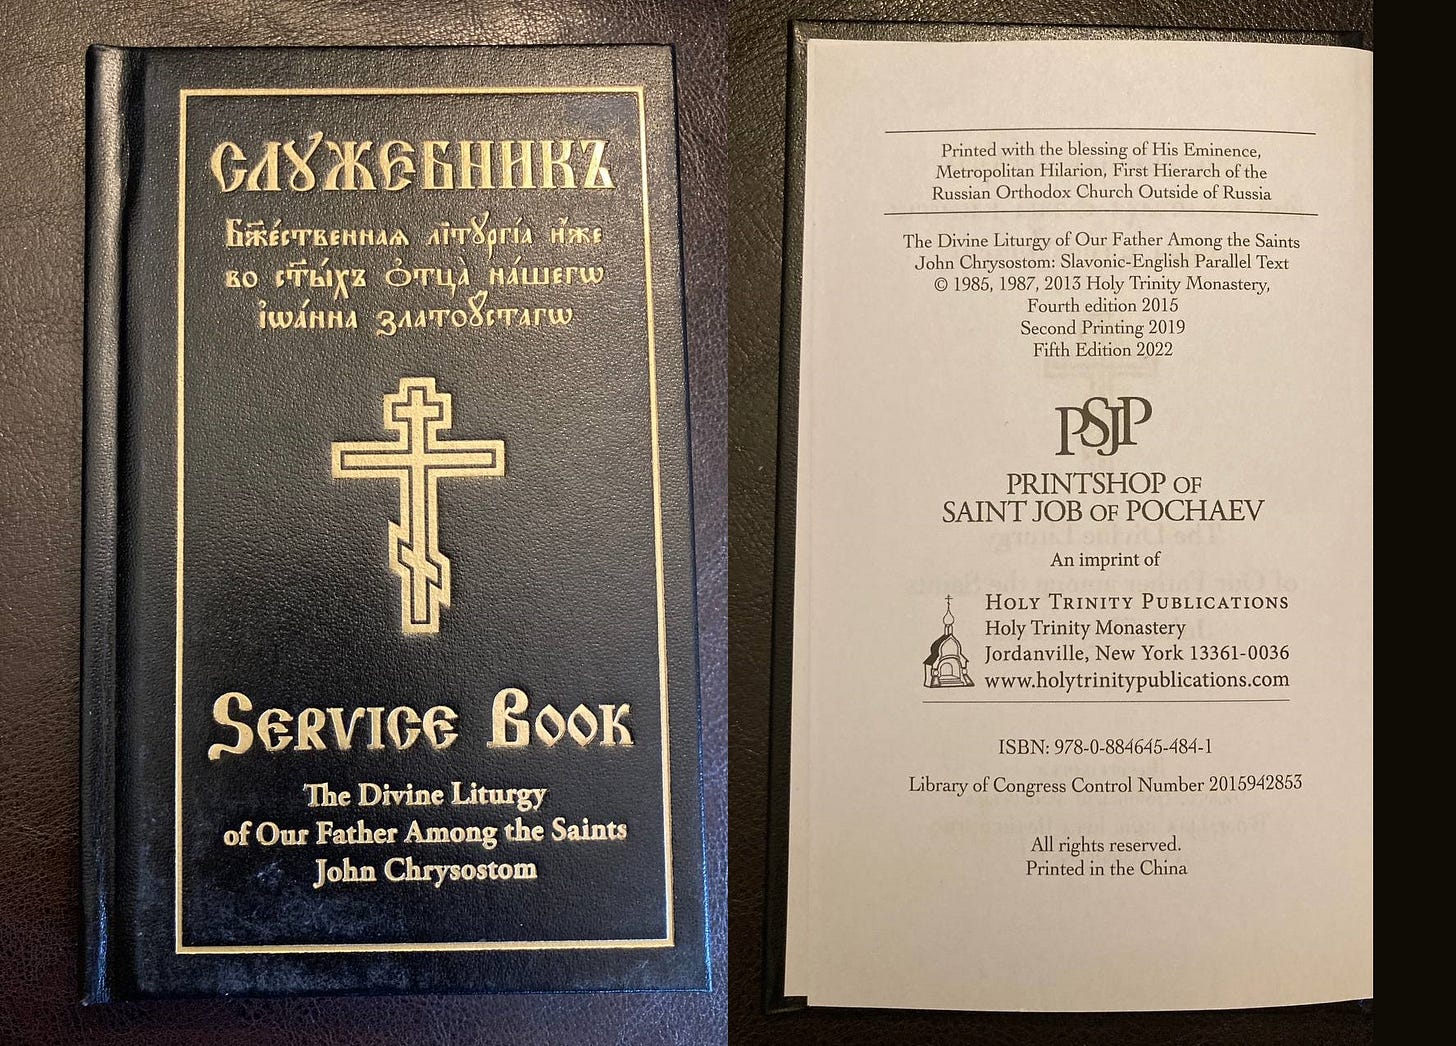 СЛꙊЖЕБНИКЪ
Бж҃е́ственнаѧ лїтꙋргі́а и҆́же
во ст҃ы́хъ ѻ҆тца̀ на́шегѡ
і҆ѡа́нна златоꙋ́стагѡ
SERVICE BOOK
The Divine Liturgy
of Our Father Among the Saints
John Chrysostom
Printed with the blessing of His Eminence,
Metropolitan Hilarion, First Hierarch of the
Russian Orthodox Church Outside of Russia
The Divine Liturgy of Our Father Among the Saints
John Chrysostom: Slavonic-English Parallel Text
© 1985, 1987, 2013 Holy Trinity Monastery,
Fourth edition 2015
Second Printing 2019
Fifth Edition 2022
PSJP
PRINTSHOP OF
SAINT JOB OF POCHAEV
An imprint of
HOLY TRINITY PUBLICATIONS
Holy Trinity Monastery
Jordanville, New York 13361-0036
www.holytrinitypublications.com
ISBN: 978-0-884645-484-1
Library of Congress Control Number 2015942853
All rights reserved.
Printed in the China